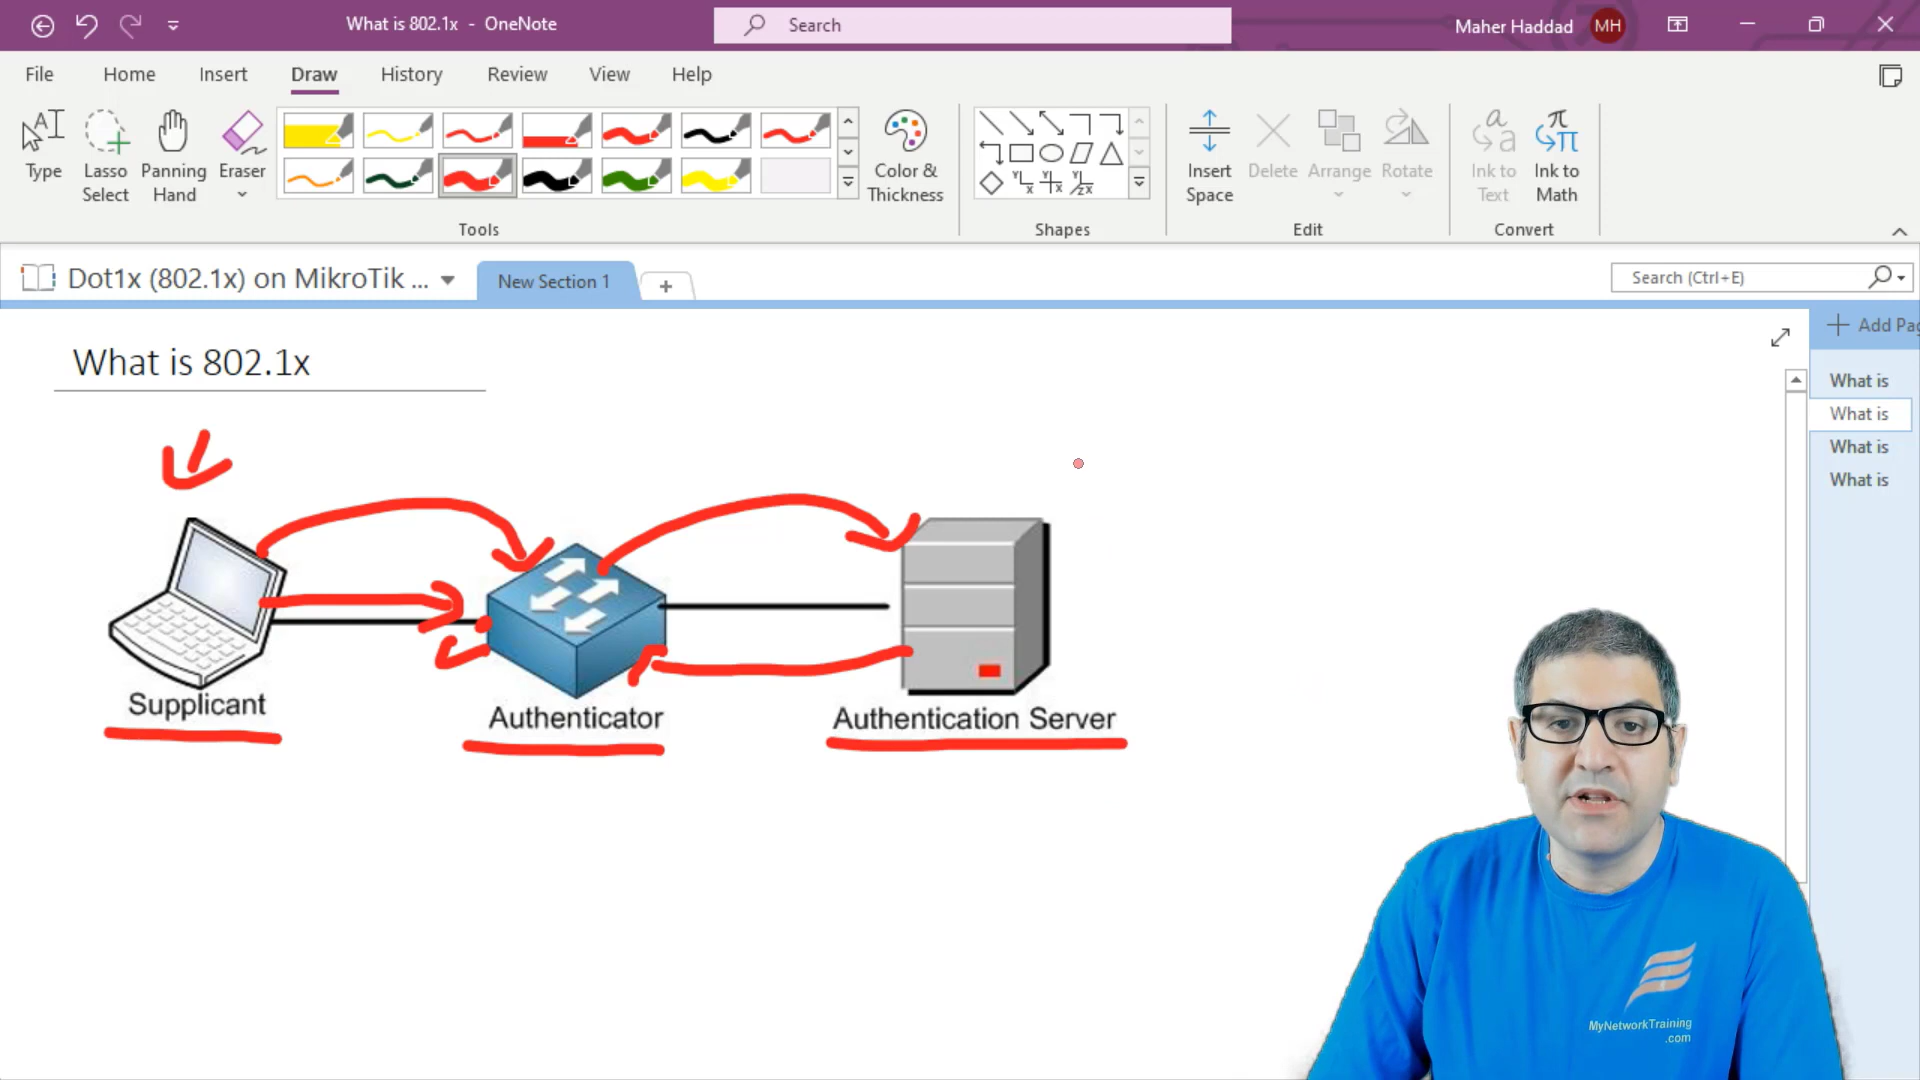 What is 802.1x - OneNote
Search
Maher Haddad
MH
File
Home
Insert
Draw
History
Review
View
Help
Type
Lasso Select
Panning Hand
Eraser
Color & Thickness
Insert Space
Delete
Arrange
Rotate
Ink to Text
Ink to Math
Tools
Shapes
Edit
Convert
Dot1x (802.1x) on MikroTik ...
New Section 1
Search (Ctrl+E)
Add Pag
What is 802.1x
What is
What is
What is
What is
Supplicant
Authenticator
Authentication Server
MyNetworkTraining
.com